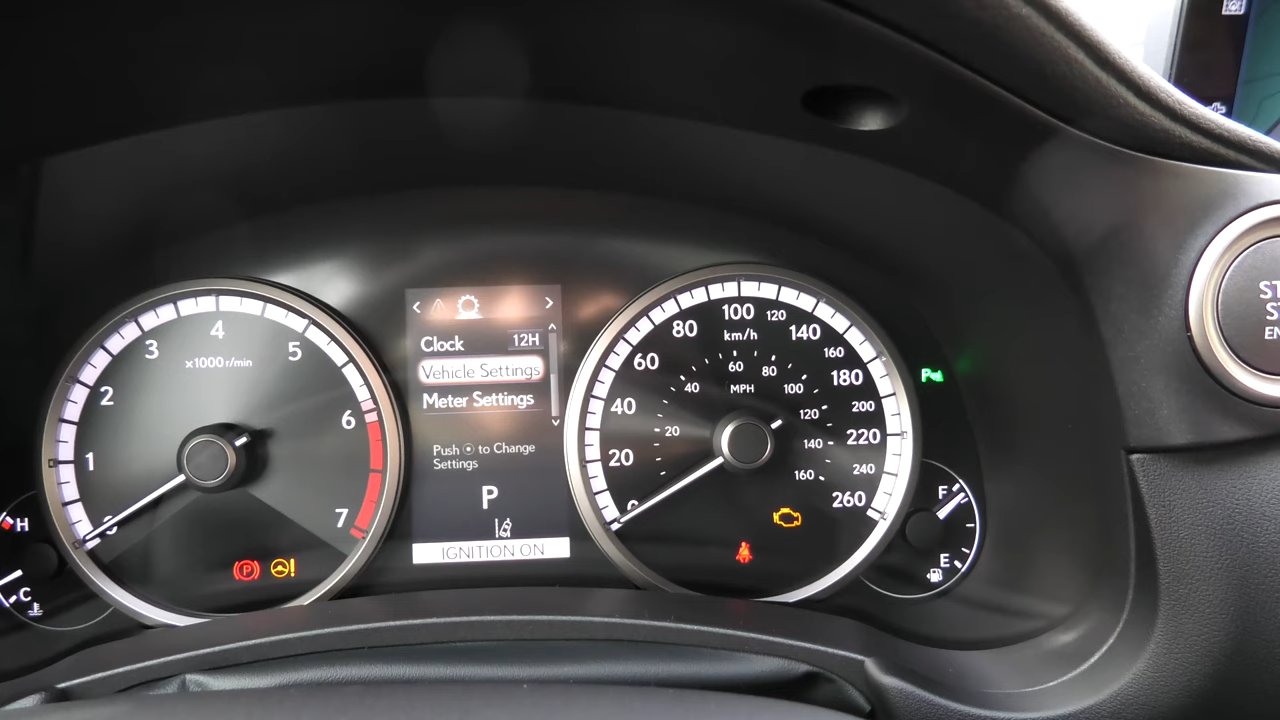 4
3
5
x1000 r/min
2
6
1
7
H
C
P
Clock 12H
Vehicle Settings
Meter Settings
Push to Change
Settings
P
IGNITION ON
100
120
80
140
km/h
60
160
60
80
180
40
MPH
100
40
200
120
20
220
140
20
240
160
260
0
P
F
E